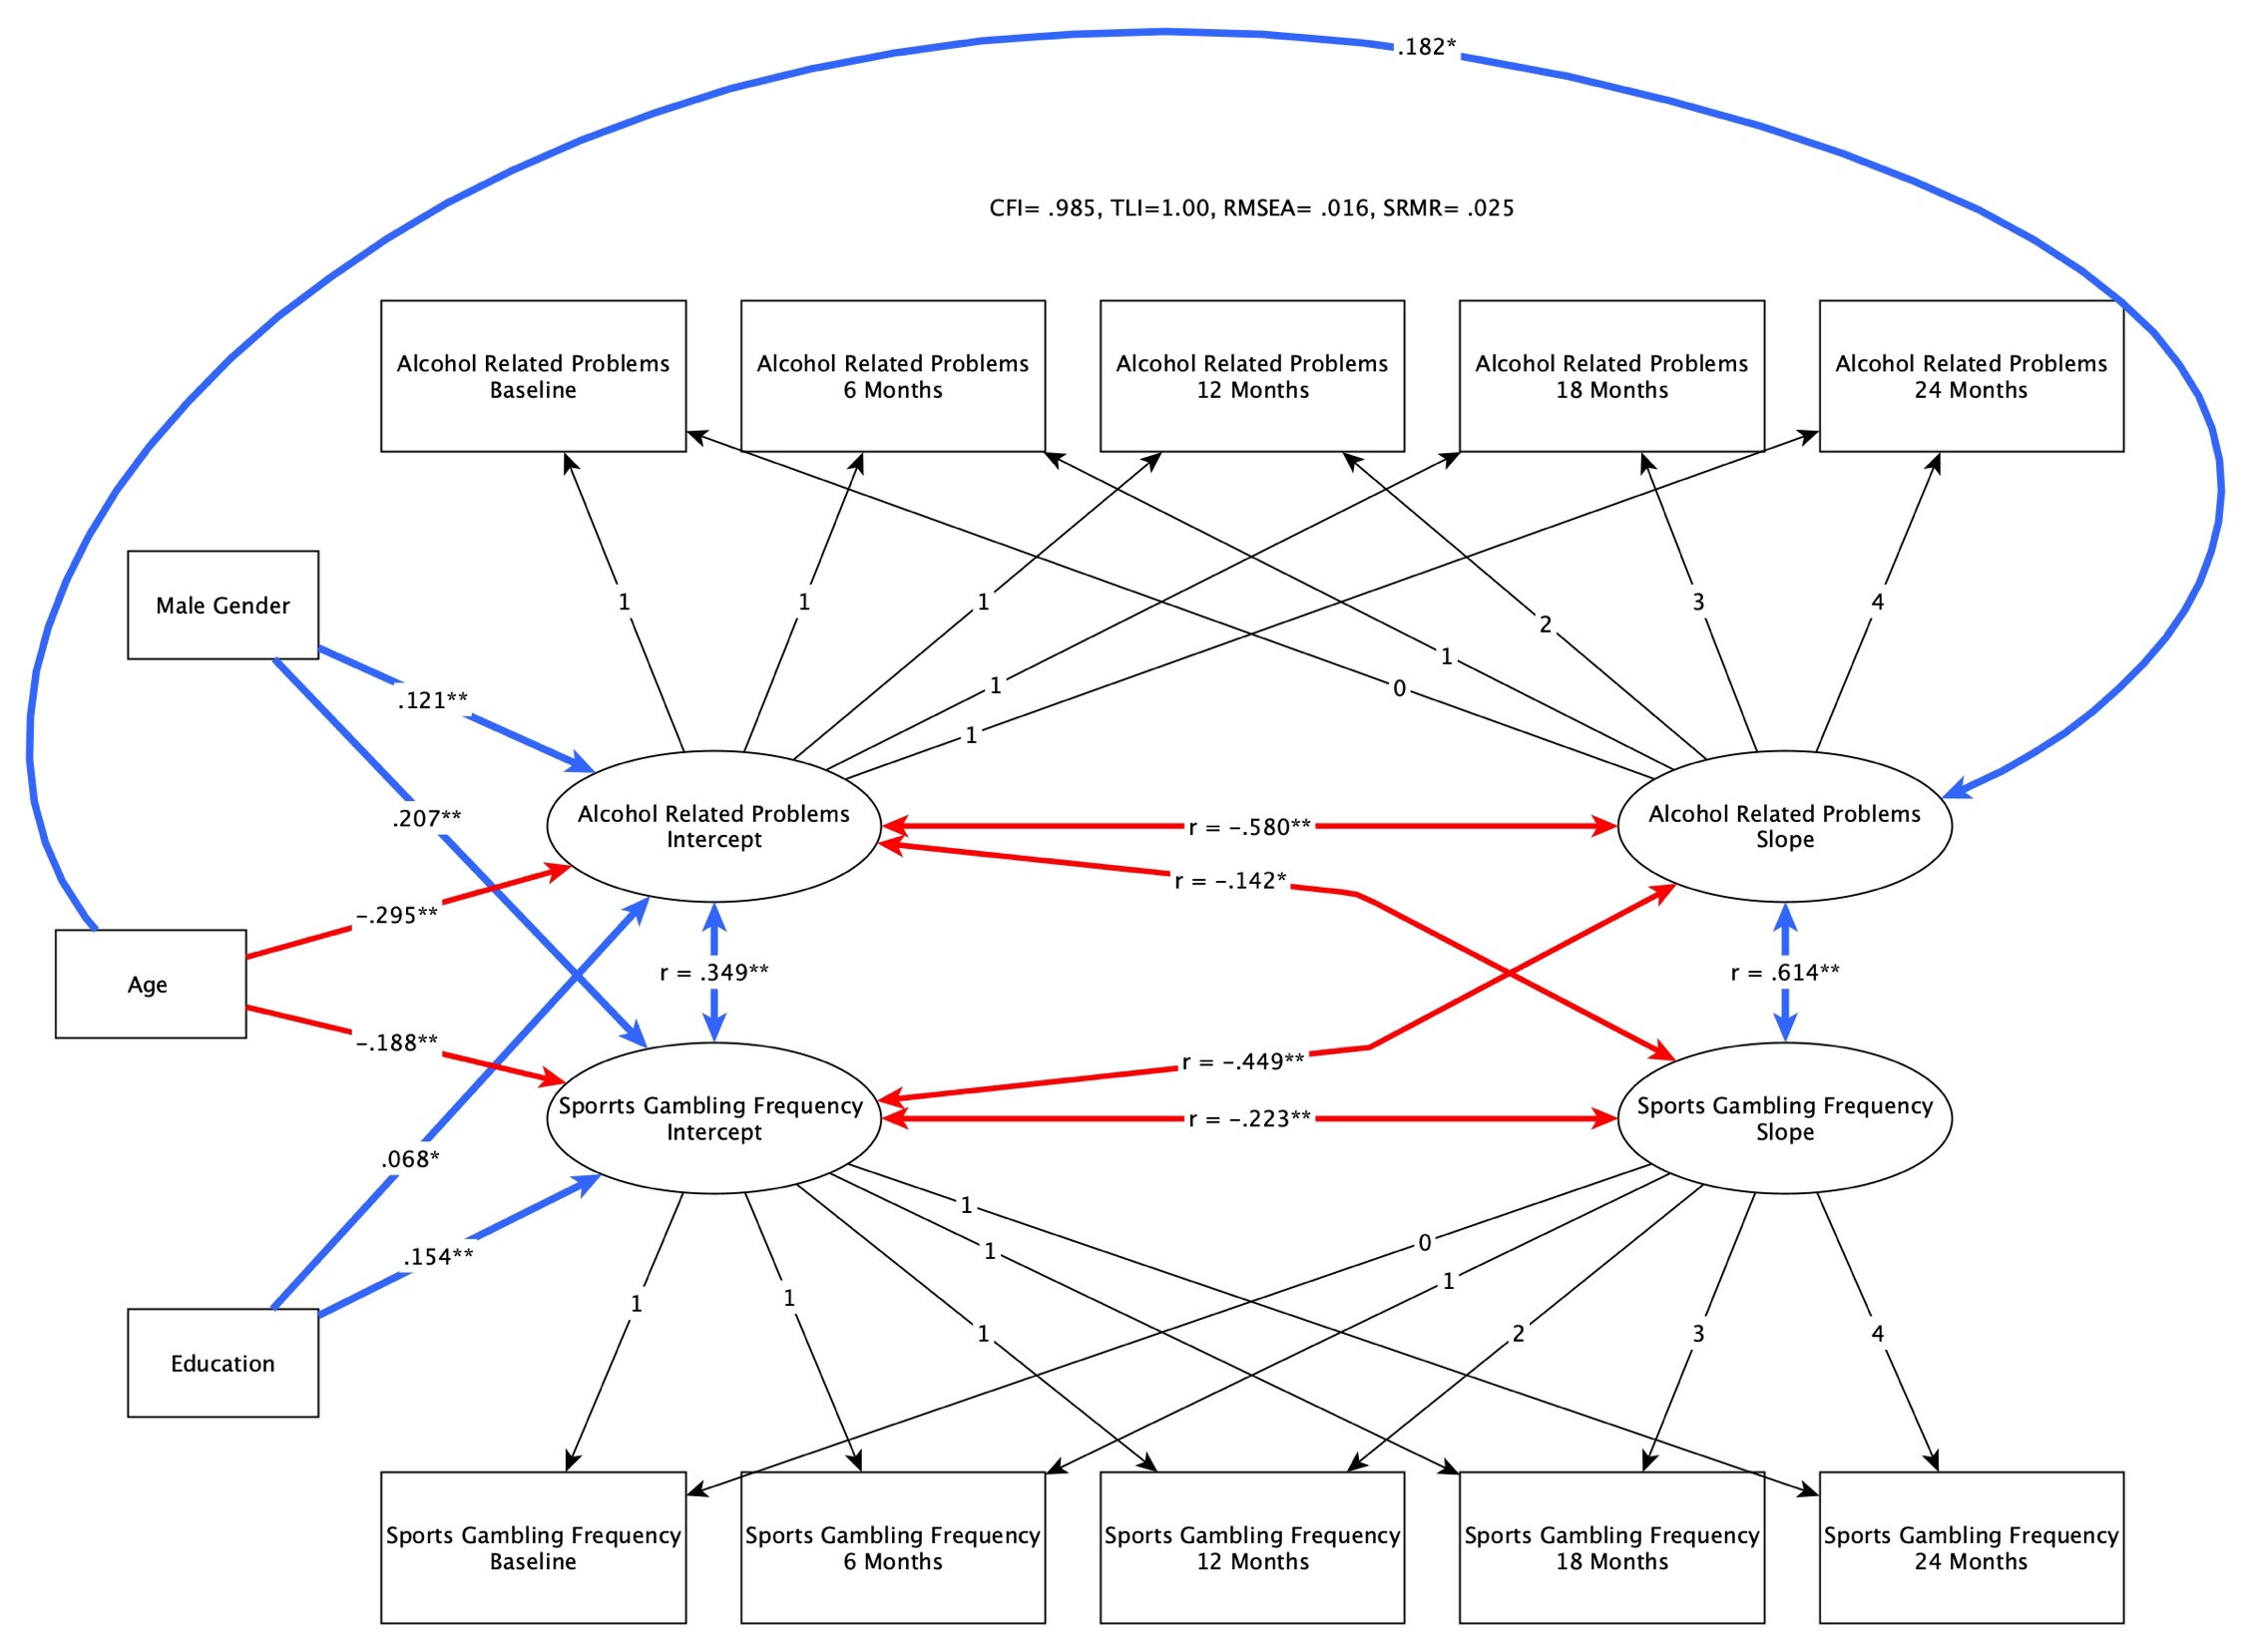 .182*
CFI= .985, TLI=1.00, RMSEA= .016, SRMR= .025
Alcohol Related Problems
Baseline
Alcohol Related Problems
6 Months
Alcohol Related Problems
12 Months
Alcohol Related Problems
18 Months
Alcohol Related Problems
24 Months
Male Gender
1
1
1
3
4
2
1
1
0
.121**
1
.207**
Alcohol Related Problems
Intercept
r = -.580**
Alcohol Related Problems
Slope
r = -.142*
-.295**
Age
r = .349**
r = .614**
-.188**
r = -.449**
Sporrts Gambling Frequency
Intercept
r = -.223**
Sports Gambling Frequency
Slope
.068*
.154**
1
1
0
1
1
1
1
2
3
4
Education
Sports Gambling Frequency
Baseline
Sports Gambling Frequency
6 Months
Sports Gambling Frequency
12 Months
Sports Gambling Frequency
18 Months
Sports Gambling Frequency
24 Months